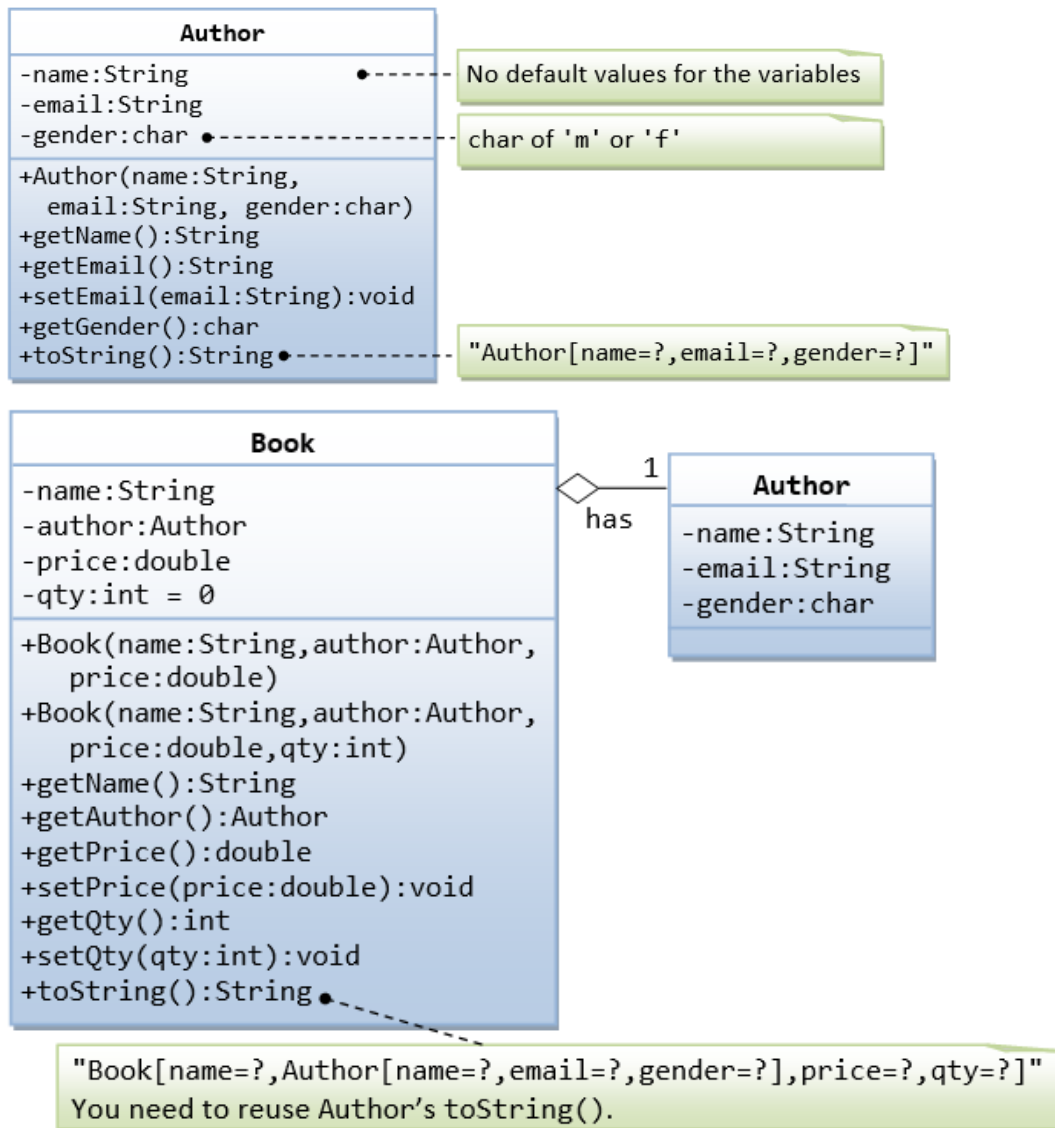 Author
-name:String
No default values for the variables
-email:String
-gender:char
char of 'm' or 'f'
+Author(name:String,
email:String, gender:char)
+getName():String
+getEmail():String
+setEmail(email:String):void
+getGender():char
+toString():String
"Author[name=?,email=?,gender=?]"
Book
-name:String
-author:Author
-price:double
-qty:int = 0
+Book(name:String,author:Author,
price:double)
+Book(name:String,author:Author,
price:double,qty:int)
+getName():String
+getAuthor():Author
+getPrice():double
+setPrice(price:double):void
+getQty():int
+setQty(qty:int):void
+toString():String
1
has
Author
-name:String
-email:String
-gender:char
"Book[name=?,Author[name=?,email=?,gender=?],price=?,qty=?]"
You need to reuse Author's toString().